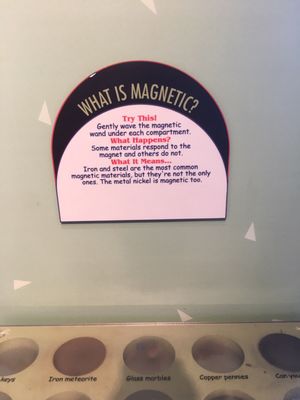 WHAT IS MAGNETIC?
Try This!
Gently wave the magnetic
wand under each compartment.
What Happens?
Some materials respond to the
magnet and others do not.
What It Means...
Iron and steel are the most common
magnetic materials, but they're not the only
ones. The metal nickel is magnetic too.
keys Iron meteorite Glass marbles Copper pennies